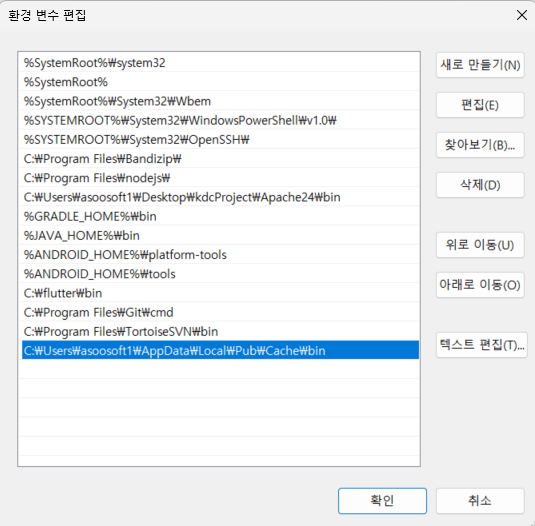 환경 변수 편집
%SystemRoot%₩system32
%SystemRoot%
%SystemRoot%₩System32₩Wbem
%SYSTEMROOT%₩System32₩WindowsPowerShell₩v1.0₩
%SYSTEMROOT%₩System32₩OpenSSH₩
C:₩Program Files₩Bandizip₩
C:₩Program Files₩nodejs₩
C:₩Users₩asoosoft1₩Desktop₩kdcProject₩Apache24₩bin
%GRADLE_HOME%₩bin
%JAVA_HOME%₩bin
%ANDROID_HOME%₩platform-tools
%ANDROID_HOME%₩tools
C:₩flutter₩bin
C:₩Program Files₩Git₩cmd
C:₩Program Files₩TortoiseSVN₩bin
C:₩Users₩asoosoft1₩AppData₩Local₩Pub₩Cache₩bin
새로 만들기(N)
편집(E)
찾아보기(B)...
삭제(D)
위로 이동(U)
아래로 이동(O)
텍스트 편집(T)...
확인
취소